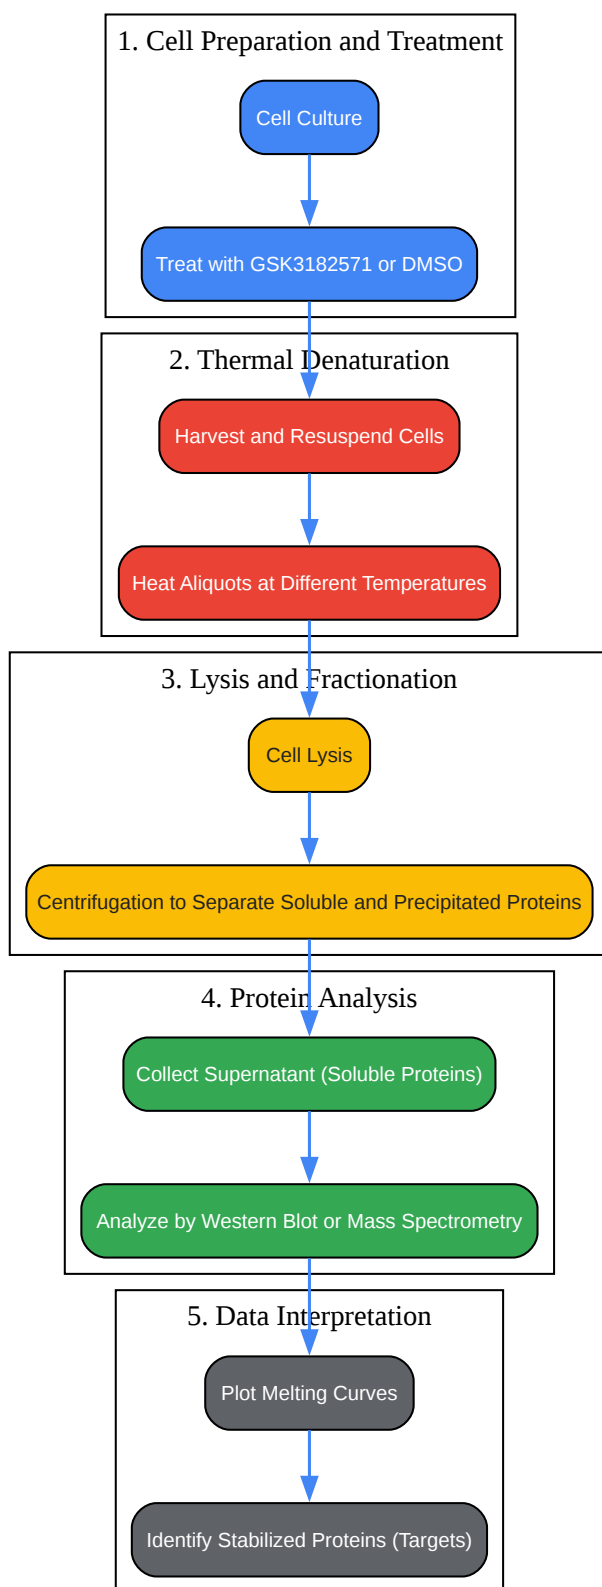 1. Cell Preparation and Treatment
Cell Culture
Treat with GSK3182571 or DMSO
2. Thermal Denaturation
Harvest and Resuspend Cells
Heat Aliquots at Different Temperatures
3. Lysis and Fractionation
Cell Lysis
Centrifugation to Separate Soluble and Precipitated Proteins
4. Protein Analysis
Collect Supernatant (Soluble Proteins)
Analyze by Western Blot or Mass Spectrometry
5. Data Interpretation
Plot Melting Curves
Identify Stabilized Proteins (Targets)